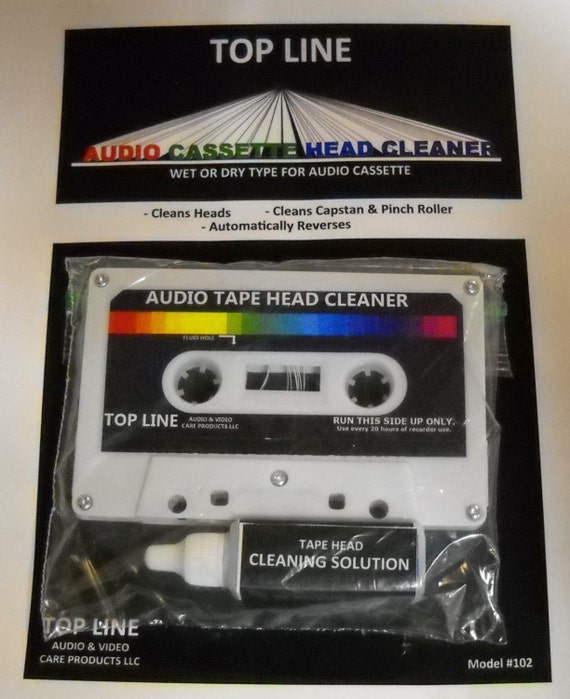 TOP LINE
AUDIO CASSETTE HEAD CLEANER
WET OR DRY TYPE FOR AUDIO CASSETTE
- Cleans Heads - Cleans Capstan & Pinch Roller
- Automatically Reverses
AUDIO TAPE HEAD CLEANER
FLUID HOLE
TOP LINE
AUDIO & VIDEO
CARE PRODUCTS LLC
RUN THIS SIDE UP ONLY.
Use every 20 hours of recorder use.
TAPE HEAD
CLEANING SOLUTION
TOP LINE
AUDIO & VIDEO
CARE PRODUCTS LLC
Model #102